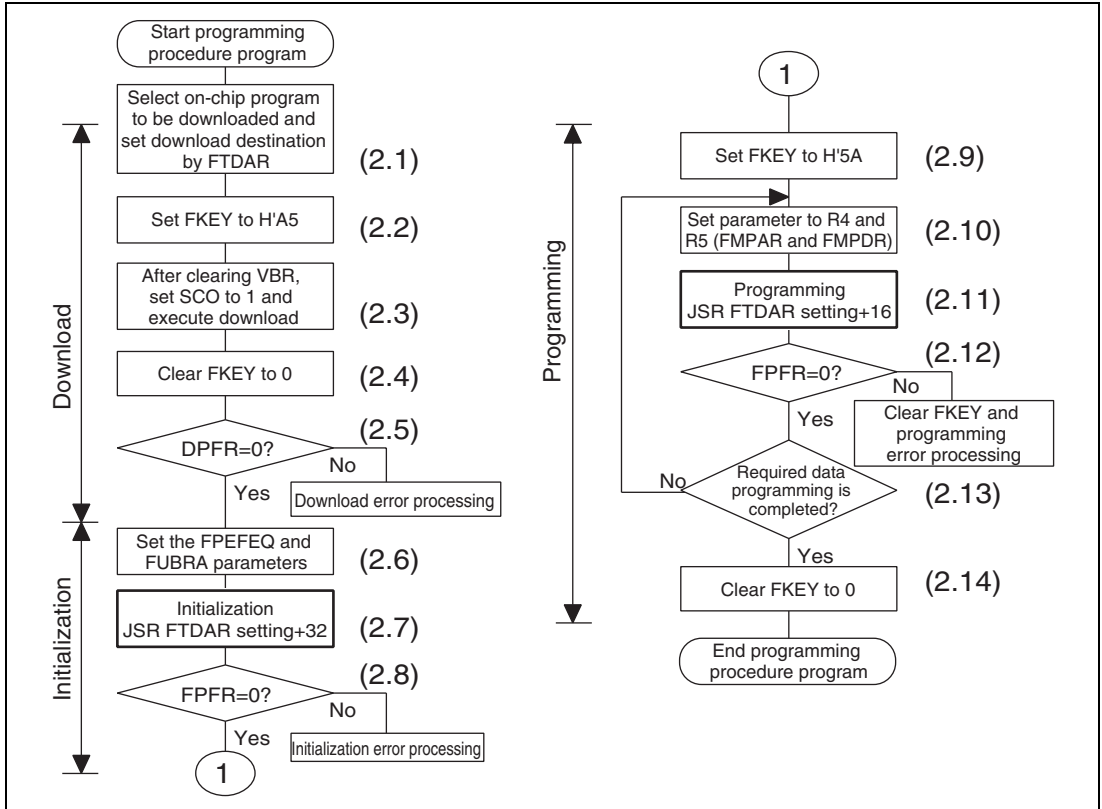 Start programming
procedure program
Select on-chip program
to be downloaded and
set download destination
by FTDAR
(2.1)
Set FKEY to H'A5
(2.2)
After clearing VBR,
set SCO to 1 and
execute download
(2.3)
Clear FKEY to 0
(2.4)
DPFR=0?
(2.5)
No
Yes
Download error processing
Download
Set the FPEFEQ and
FUBRA parameters
(2.6)
Initialization
JSR FTDAR setting+32
(2.7)
FPFR=0?
(2.8)
No
Yes
Initialization error processing
1
Initialization
1
Set FKEY to H'5A
(2.9)
Set parameter to R4 and
R5 (FMPAR and FMPDR)
(2.10)
Programming
JSR FTDAR setting+16
(2.11)
FPFR=0?
(2.12)
No
Yes
Clear FKEY and
programming
error processing
Required data
programming is
completed?
(2.13)
No
Yes
Clear FKEY to 0
(2.14)
End programming
procedure program
Programming